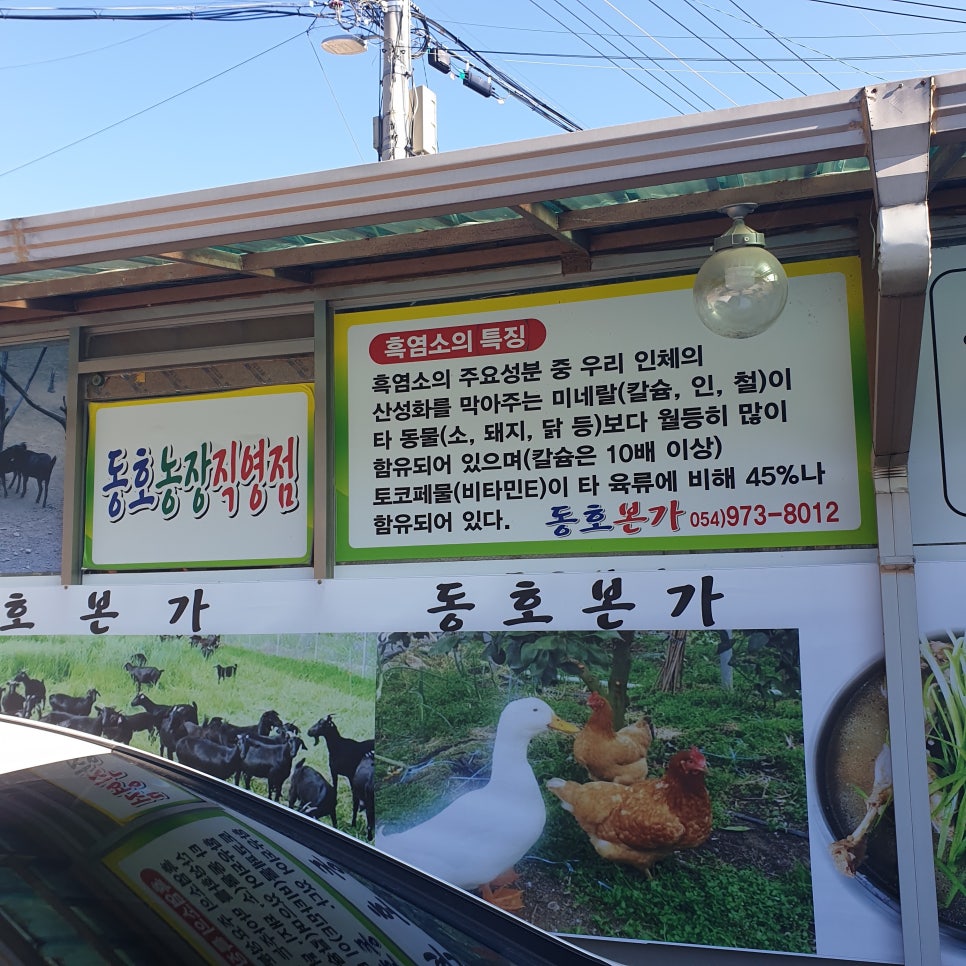 흑염소의 특징
흑염소의 주요성분 중 우리 인체의
산성화를 막아주는 미네랄(칼슘, 인, 철)이
타 동물(소, 돼지, 닭 등)보다 월등히 많이
함유되어 있으며(칼슘은 10배 이상)
토코페물(비타민E)이 타 육류에 비해 45%나
함유되어 있다.
동호본가 054)973-8012
동호농장직영점
호본가
동호본가